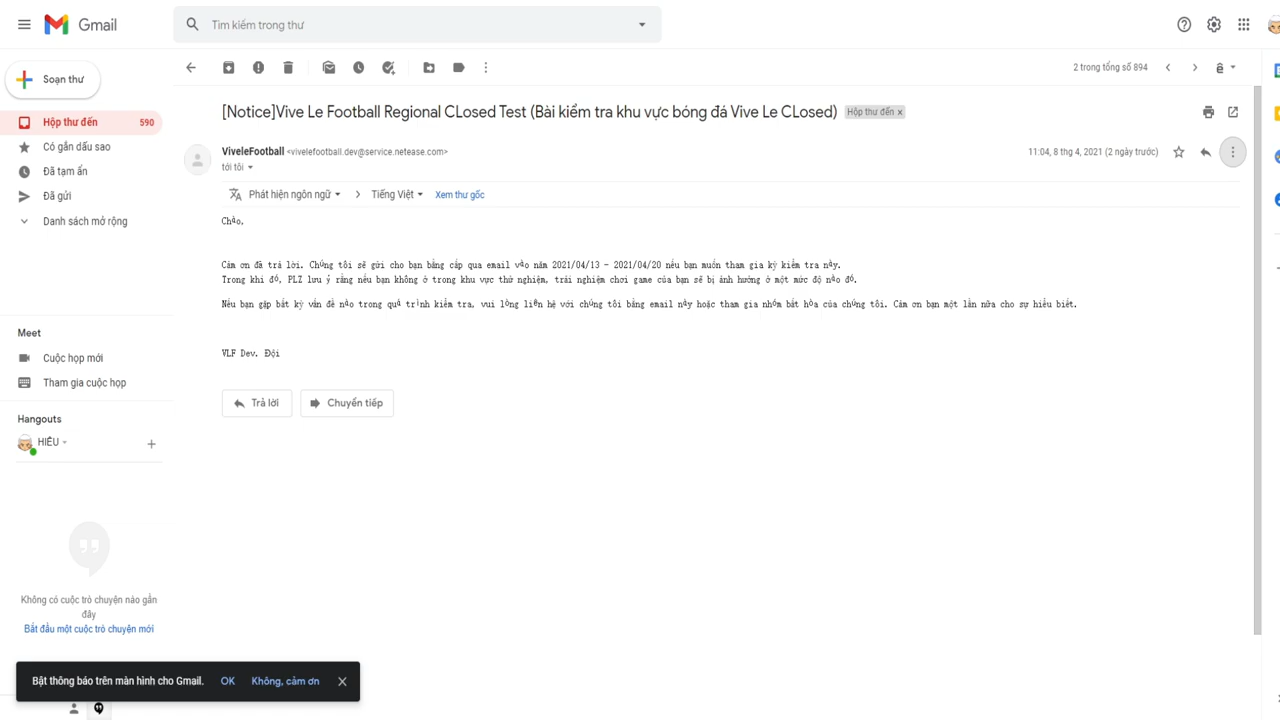 Gmail
Tìm kiếm trong thư
Soạn thư
2 trong tổng số 894
Hộp thư đến 590
Có gắn dấu sao
Đã tạm ẩn
Đã gửi
Danh sách mở rộng
[Notice]Vive Le Football Regional CLosed Test (Bài kiểm tra khu vực bóng đá Vive Le CLosed) Hộp thư đến x
ViveleFootball <vivelefootball.dev@service.netease.com>
11:04, 8 thg 4, 2021 (2 ngày trước)
tới tôi
Phát hiện ngôn ngữ > Tiếng Việt Xem thư gốc
Chào,
Cảm ơn đã trả lời. Chúng tôi sẽ gửi cho bạn bằng cấp qua email vào năm 2021/04/13 - 2021/04/20 nếu bạn muốn tham gia kỳ kiểm tra này.
Trong khi đó, PLZ lưu ý rằng nếu bạn không ở trong khu vực thử nghiệm, trải nghiệm chơi game của bạn sẽ bị ảnh hưởng ở một mức độ nào đó.
Nếu bạn gặp bất kỳ vấn đề nào trong quá trình kiểm tra, vui lòng liên hệ với chúng tôi bằng email này hoặc tham gia nhóm bất hòa của chúng tôi. Cảm ơn bạn một lần nữa cho sự hiểu biết.
VLF Dev. Đội
Trả lời
Chuyển tiếp
Meet
Cuộc họp mới
Tham gia cuộc họp
Hangouts
HIẾU
Không có cuộc trò chuyện nào gần
đây
Bắt đầu một cuộc trò chuyện mới
Bật thông báo trên màn hình cho Gmail. OK Không, cảm ơn